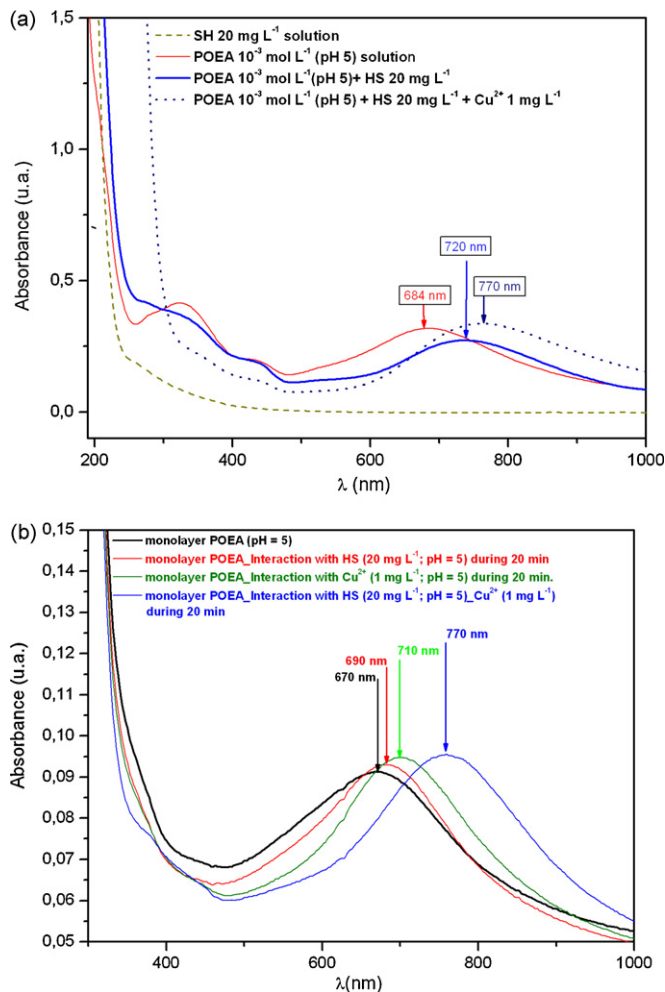 (a)
1,5
1,0
0,5
0,0
Absorbance (u.a.)
SH 20 mg L⁻¹ solution
POEA 10⁻³ mol L⁻¹ (pH 5) solution
POEA 10⁻³ mol L⁻¹(pH 5)+ HS 20 mg L⁻¹
POEA 10⁻³ mol L⁻¹ (pH 5) + HS 20 mg L⁻¹ + Cu²⁺ 1 mg L⁻¹
720 nm
684 nm
770 nm
200 400 600 800 1000
λ (nm)
(b)
0,15
0,14
0,13
0,12
0,11
0,10
0,09
0,08
0,07
0,06
0,05
Absorbance (u.a.)
monolayer POEA (pH = 5)
monolayer POEA_Interaction with HS (20 mg L⁻¹; pH = 5) during 20 min
monolayer POEA_Interaction with Cu²⁺ (1 mg L⁻¹; pH = 5) during 20 min.
monolayer POEA_Interaction with HS (20 mg L⁻¹; pH = 5)_Cu²⁺ (1 mg L⁻¹)
during 20 min
710 nm
770 nm
690 nm
670 nm
400 600 800 1000
λ(nm)